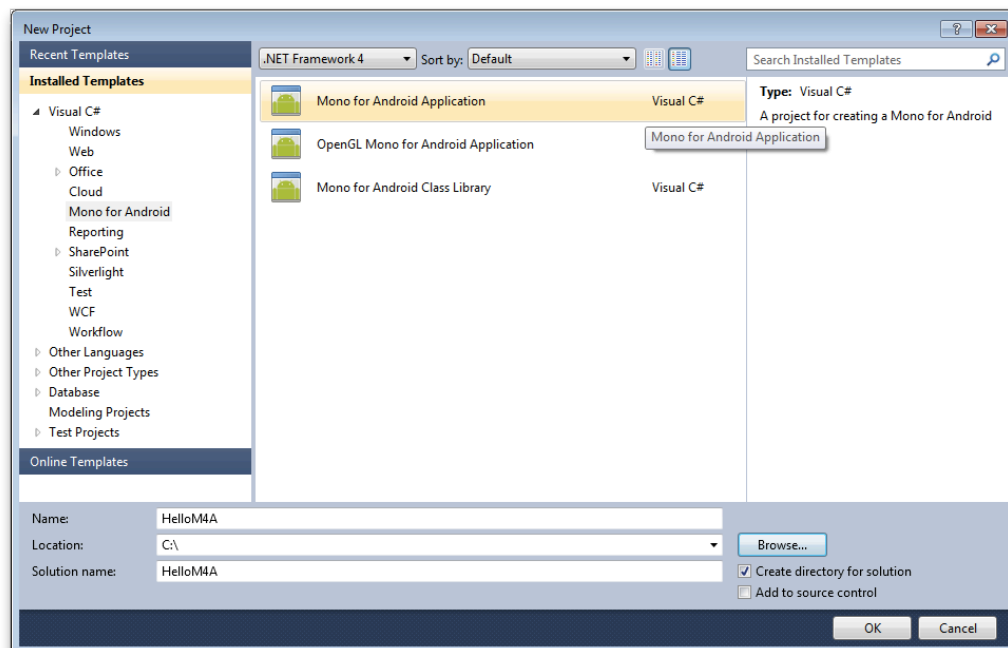 New Project
Recent Templates
Installed Templates
Visual C#
Windows
Web
Office
Cloud
Mono for Android
Reporting
SharePoint
Silverlight
Test
WCF
Workflow
Other Languages
Other Project Types
Database
Modeling Projects
Test Projects
Online Templates
.NET Framework 4 Sort by: Default
Mono for Android Application Visual C#
OpenGL Mono for Android Application
Mono for Android Class Library Visual C#
Search Installed Templates
Type: Visual C#
A project for creating a Mono for Android
Mono for Android Application
Name: HelloM4A
Location: C:\
Browse...
Solution name: HelloM4A
Create directory for solution
Add to source control
OK Cancel